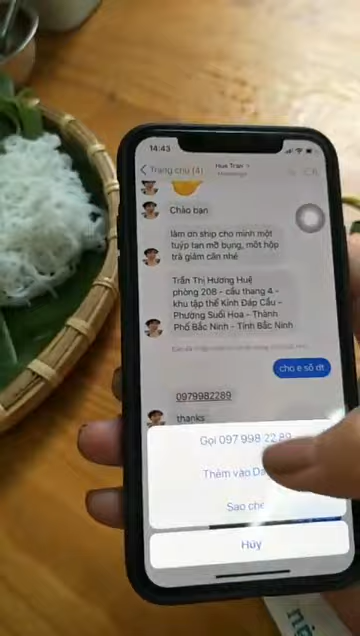 14:43
Hue Tran
Trang chủ (4)
Chào bạn
làm ơn ship cho mình một
tuýp tan mỡ bụng, một hộp
trà giảm cân nhé
Trần Thị Hương Huệ
phòng 208 - cầu thang 4 -
khu tập thể Kính Đáp Cầu -
Phường Suối Hoa - Thành
Phố Bắc Ninh - Tỉnh Bắc Ninh
cho e số đt
0979982289
thanks
Gọi 097 998 22 89
Thêm vào
Sao
Hủy